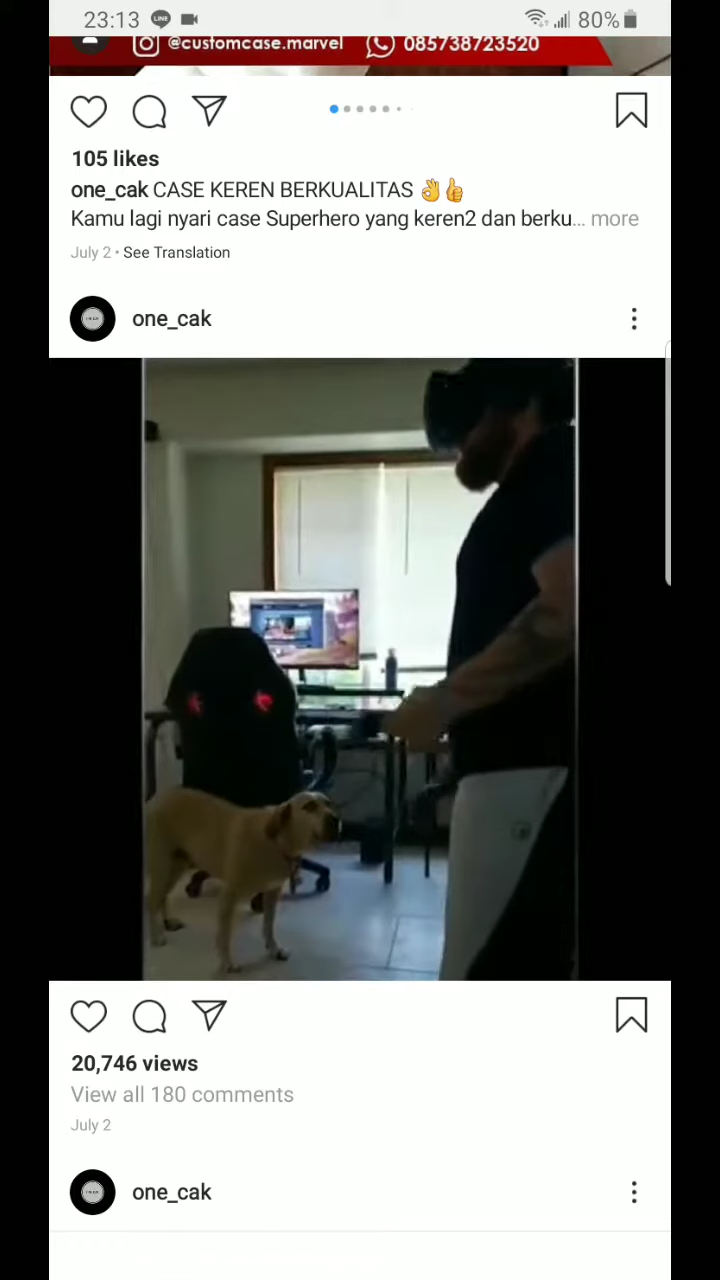 23:13
LINE
80%
@customcase.marvel
085738723520
105 likes
one_cak CASE KEREN BERKUALITAS 👌👍
Kamu lagi nyari case Superhero yang keren2 dan berku... more
July 2 • See Translation
one_cak
20,746 views
View all 180 comments
July 2
one_cak